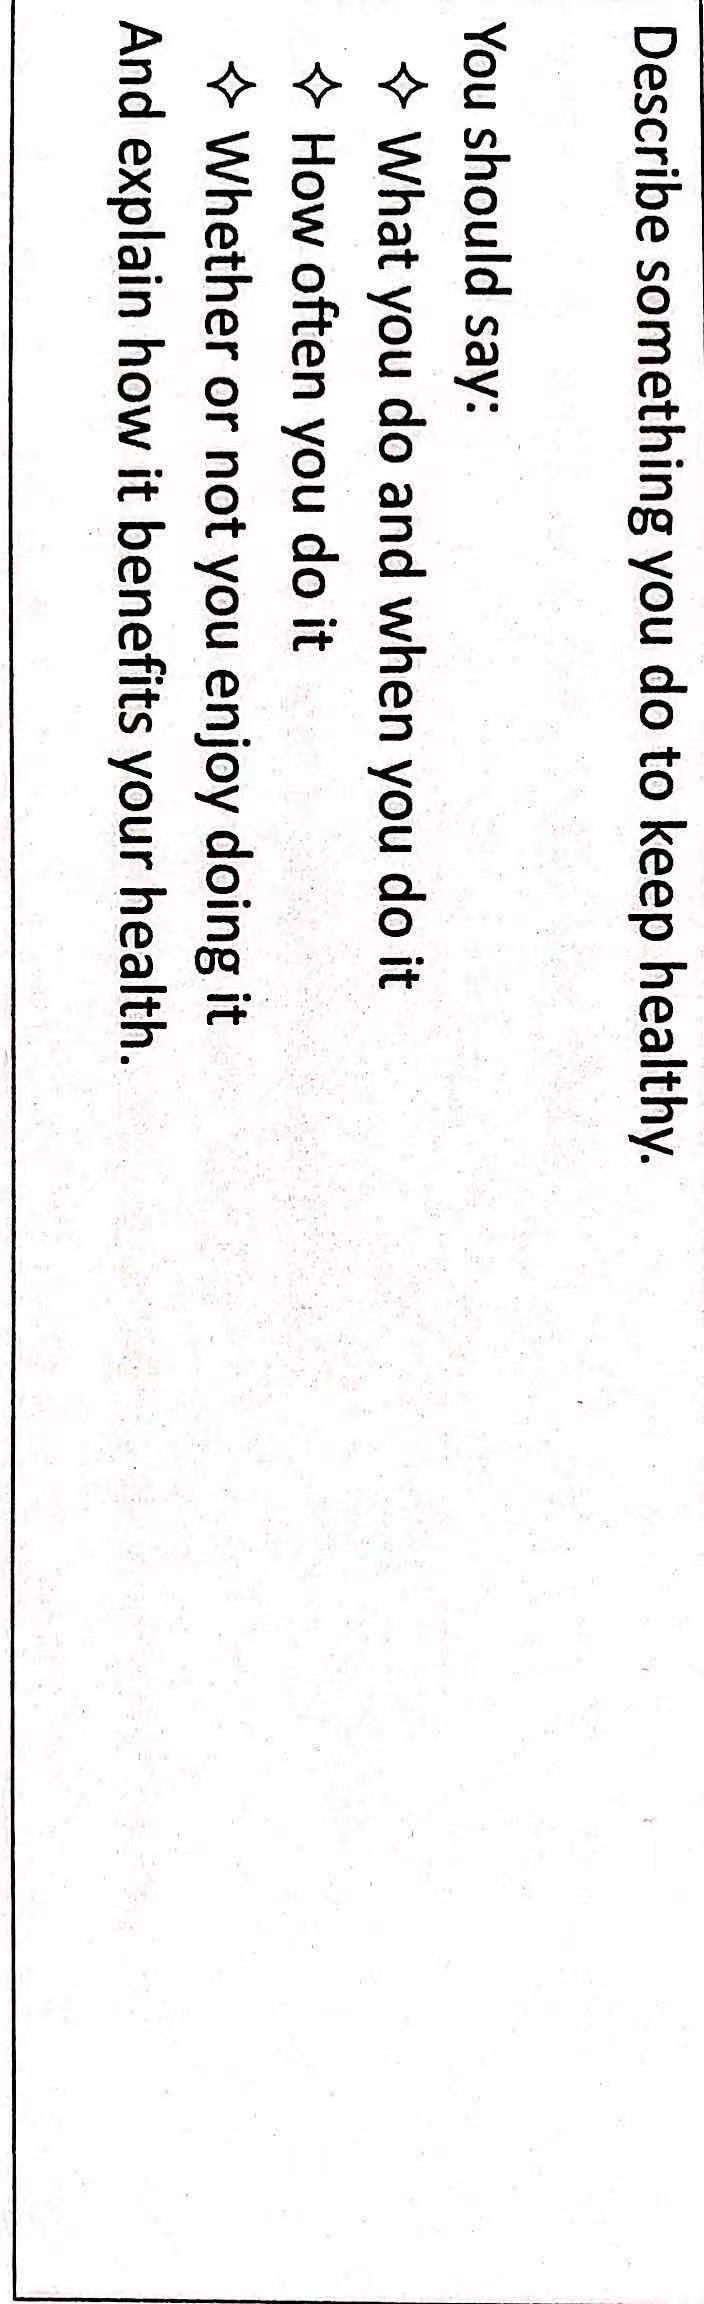 Describe something you do to keep healthy.
You should say:
✧ What you do and when you do it
✧ How often you do it
✧ Whether or not you enjoy doing it
And explain how it benefits your health.